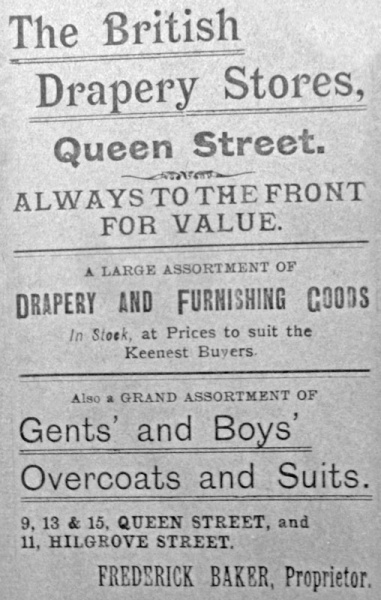 The British
Drapery Stores,
Queen Street.
ALWAYS TO THE FRONT
FOR VALUE.
A LARGE ASSORTMENT OF
DRAPERY AND FURNISHING GOODS
In Stock, at Prices to suit the
Keenest Buyers.
Also a GRAND ASSORTMENT OF
Gents' and Boys'
Overcoats and Suits.
9, 13 & 15, QUEEN STREET, and
11, HILGROVE STREET.
FREDERICK BAKER, Proprietor.